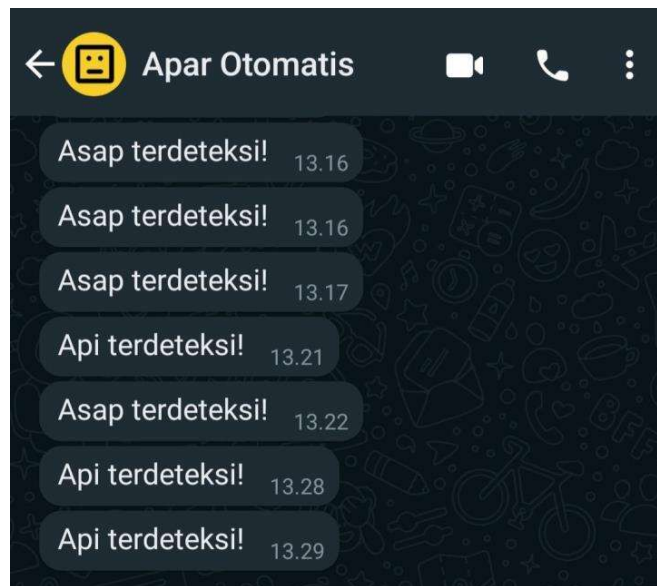 Apar Otomatis
Asap terdeteksi! 13.16
Asap terdeteksi! 13.16
Asap terdeteksi! 13.17
Api terdeteksi! 13.21
Asap terdeteksi! 13.22
Api terdeteksi! 13.28
Api terdeteksi! 13.29